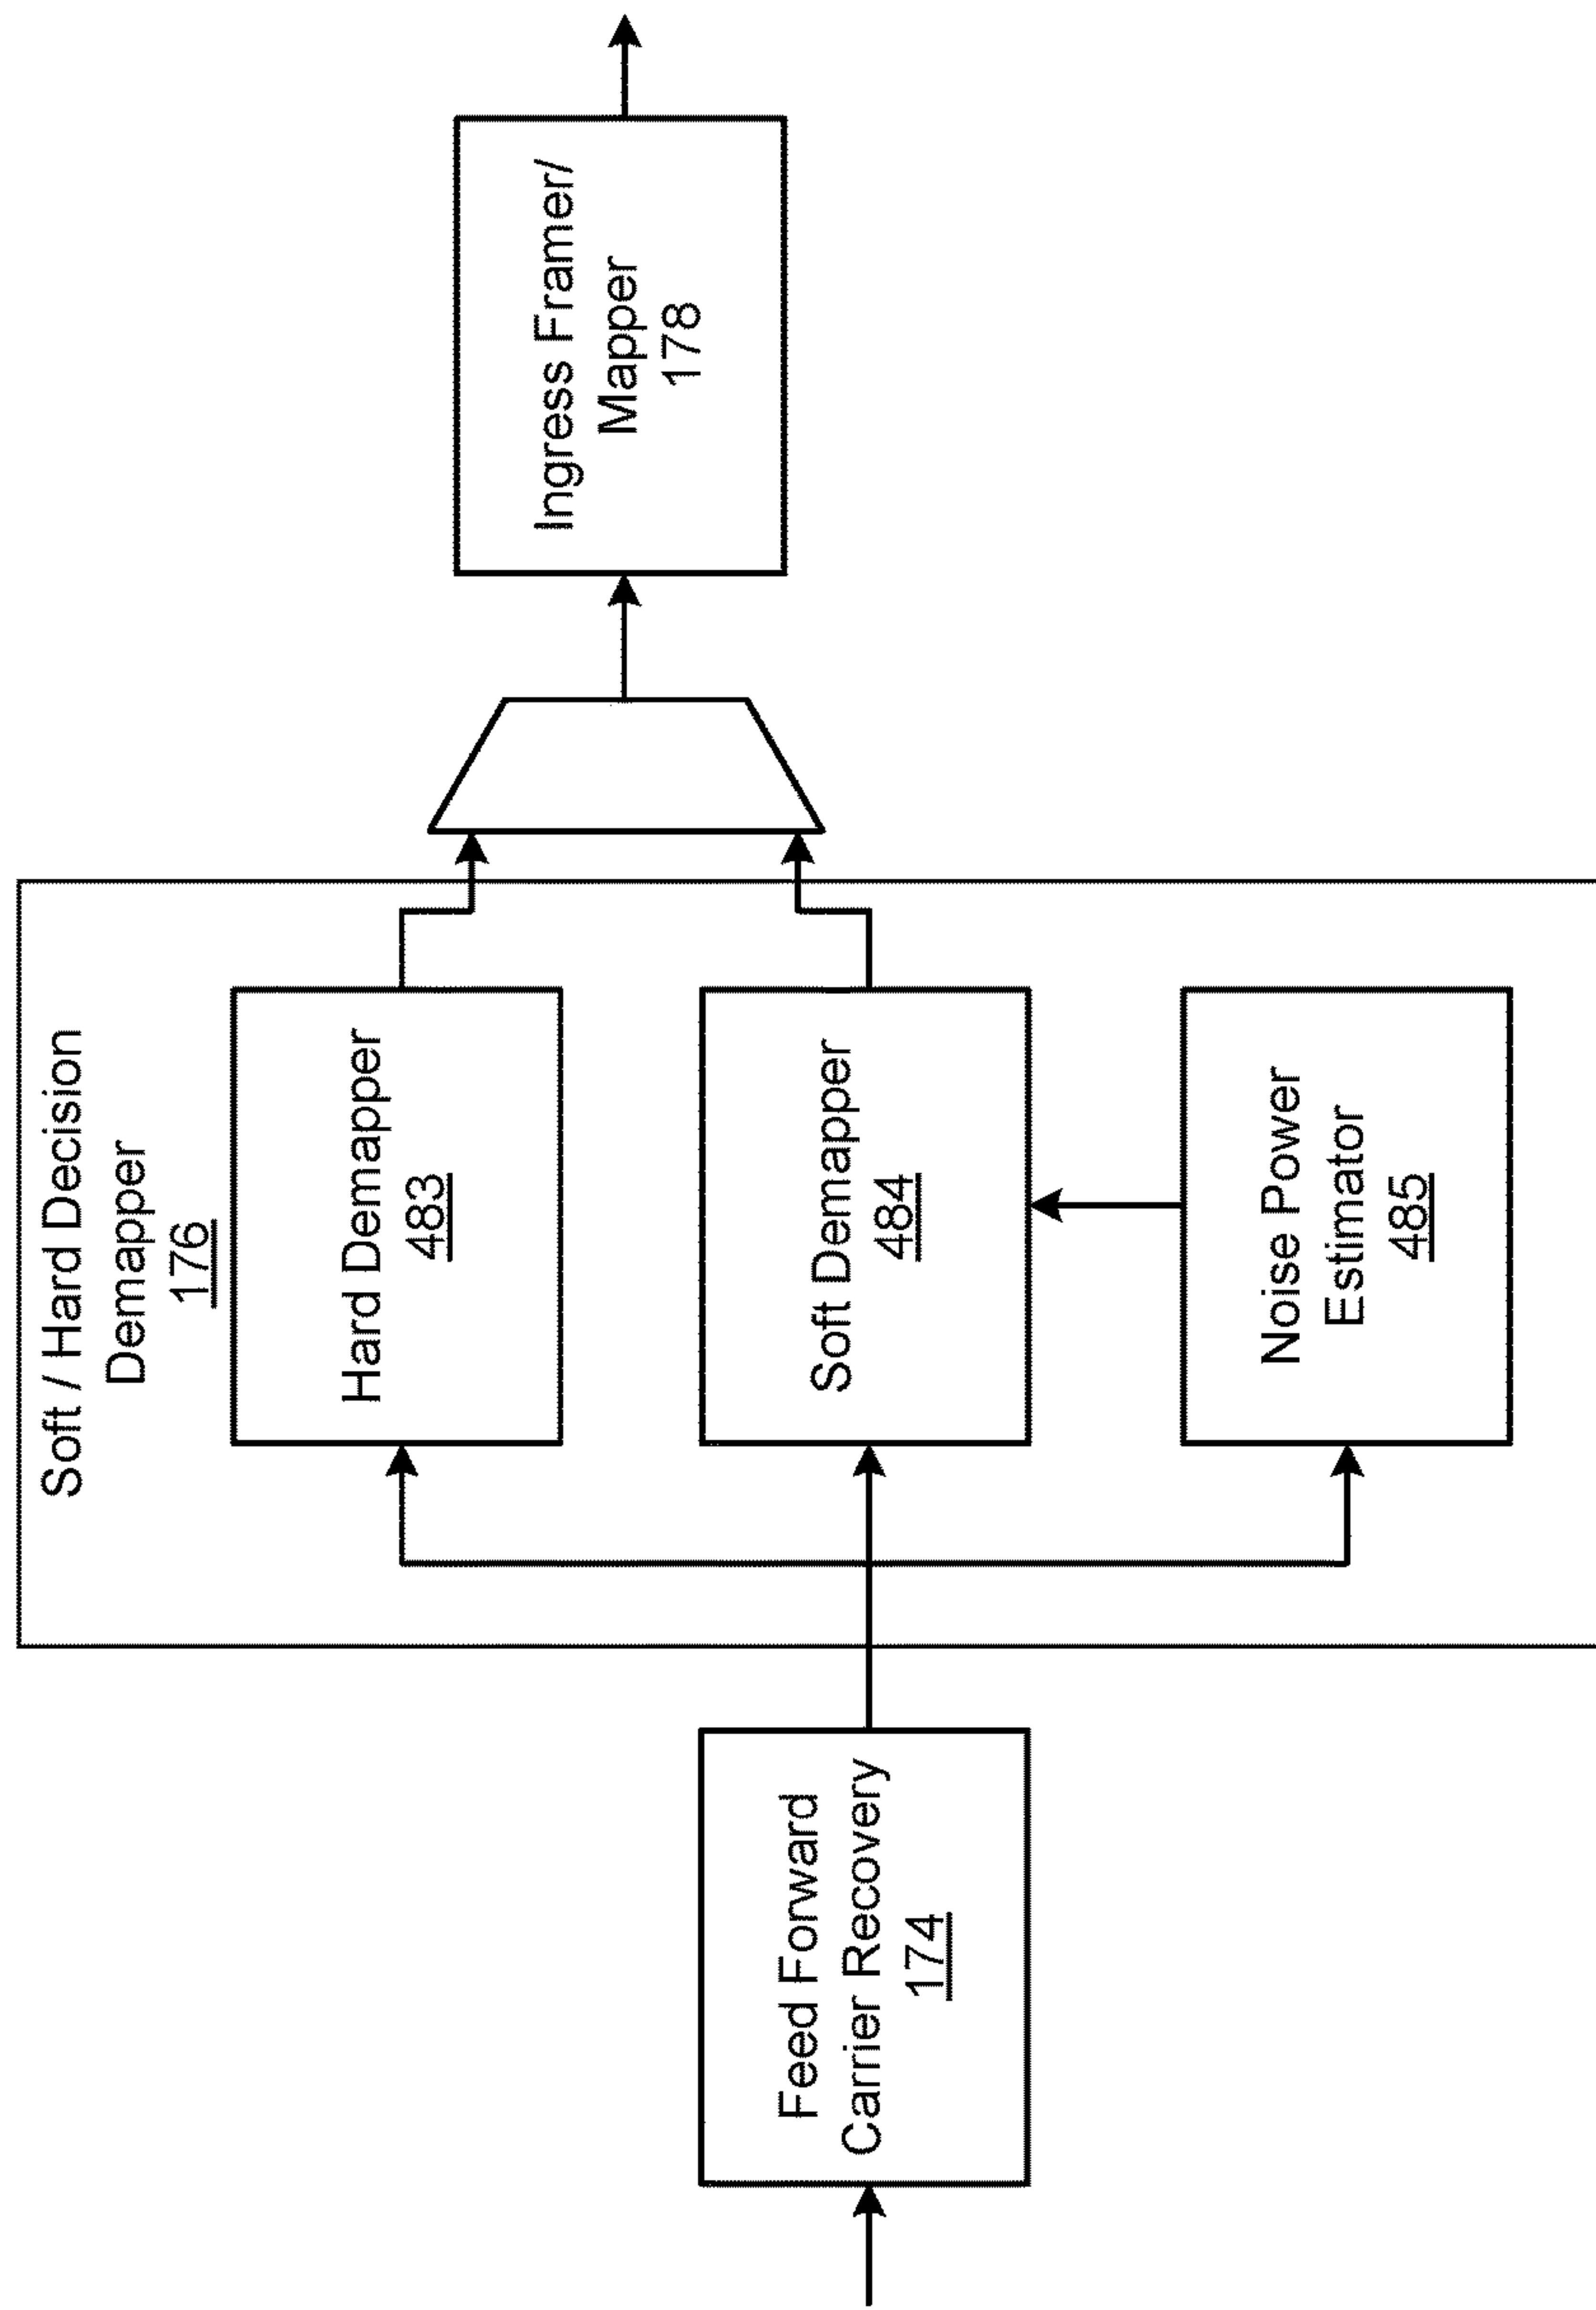 Feed Forward
Carrier Recovery
174
Soft / Hard Decision
Demapper
176
Hard Demapper
483
Soft Demapper
484
Noise Power
Estimator
485
Ingress Framer/
Mapper
178